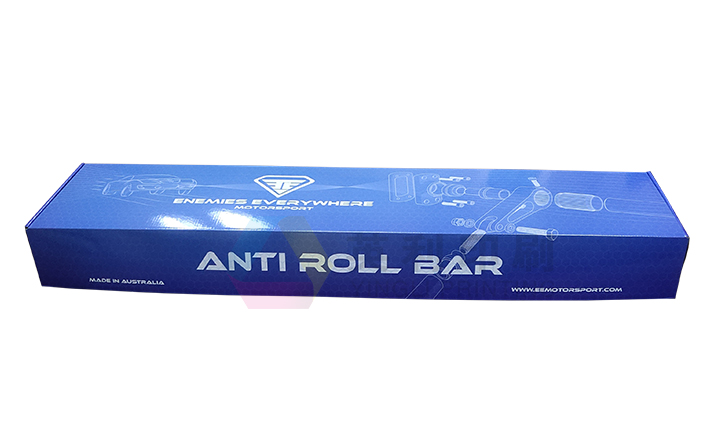 ENEMIES EVERYWHERE
MOTORSPORT
ANTI ROLL BAR
MADE IN AUSTRALIA
WWW.EEMOTORSPORT.COM